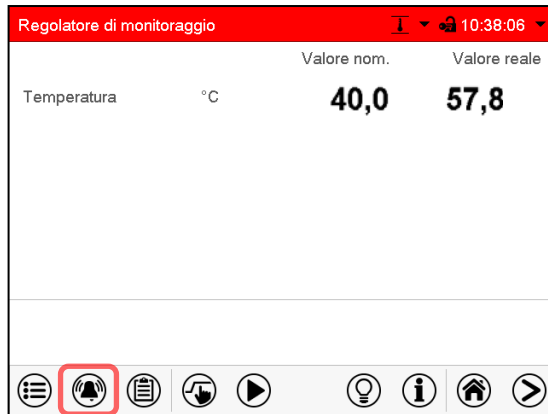 Regolatore di monitoraggio 10:38:06
Valore nom. Valore reale
Temperatura °C 40,0 57,8